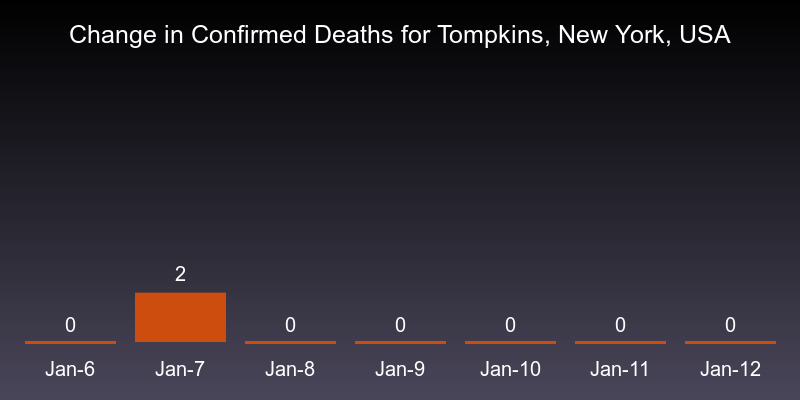 Change in Confirmed Deaths for Tompkins, New York, USA
2
0 0 0 0 0 0
Jan-6 Jan-7 Jan-8 Jan-9 Jan-10 Jan-11 Jan-12